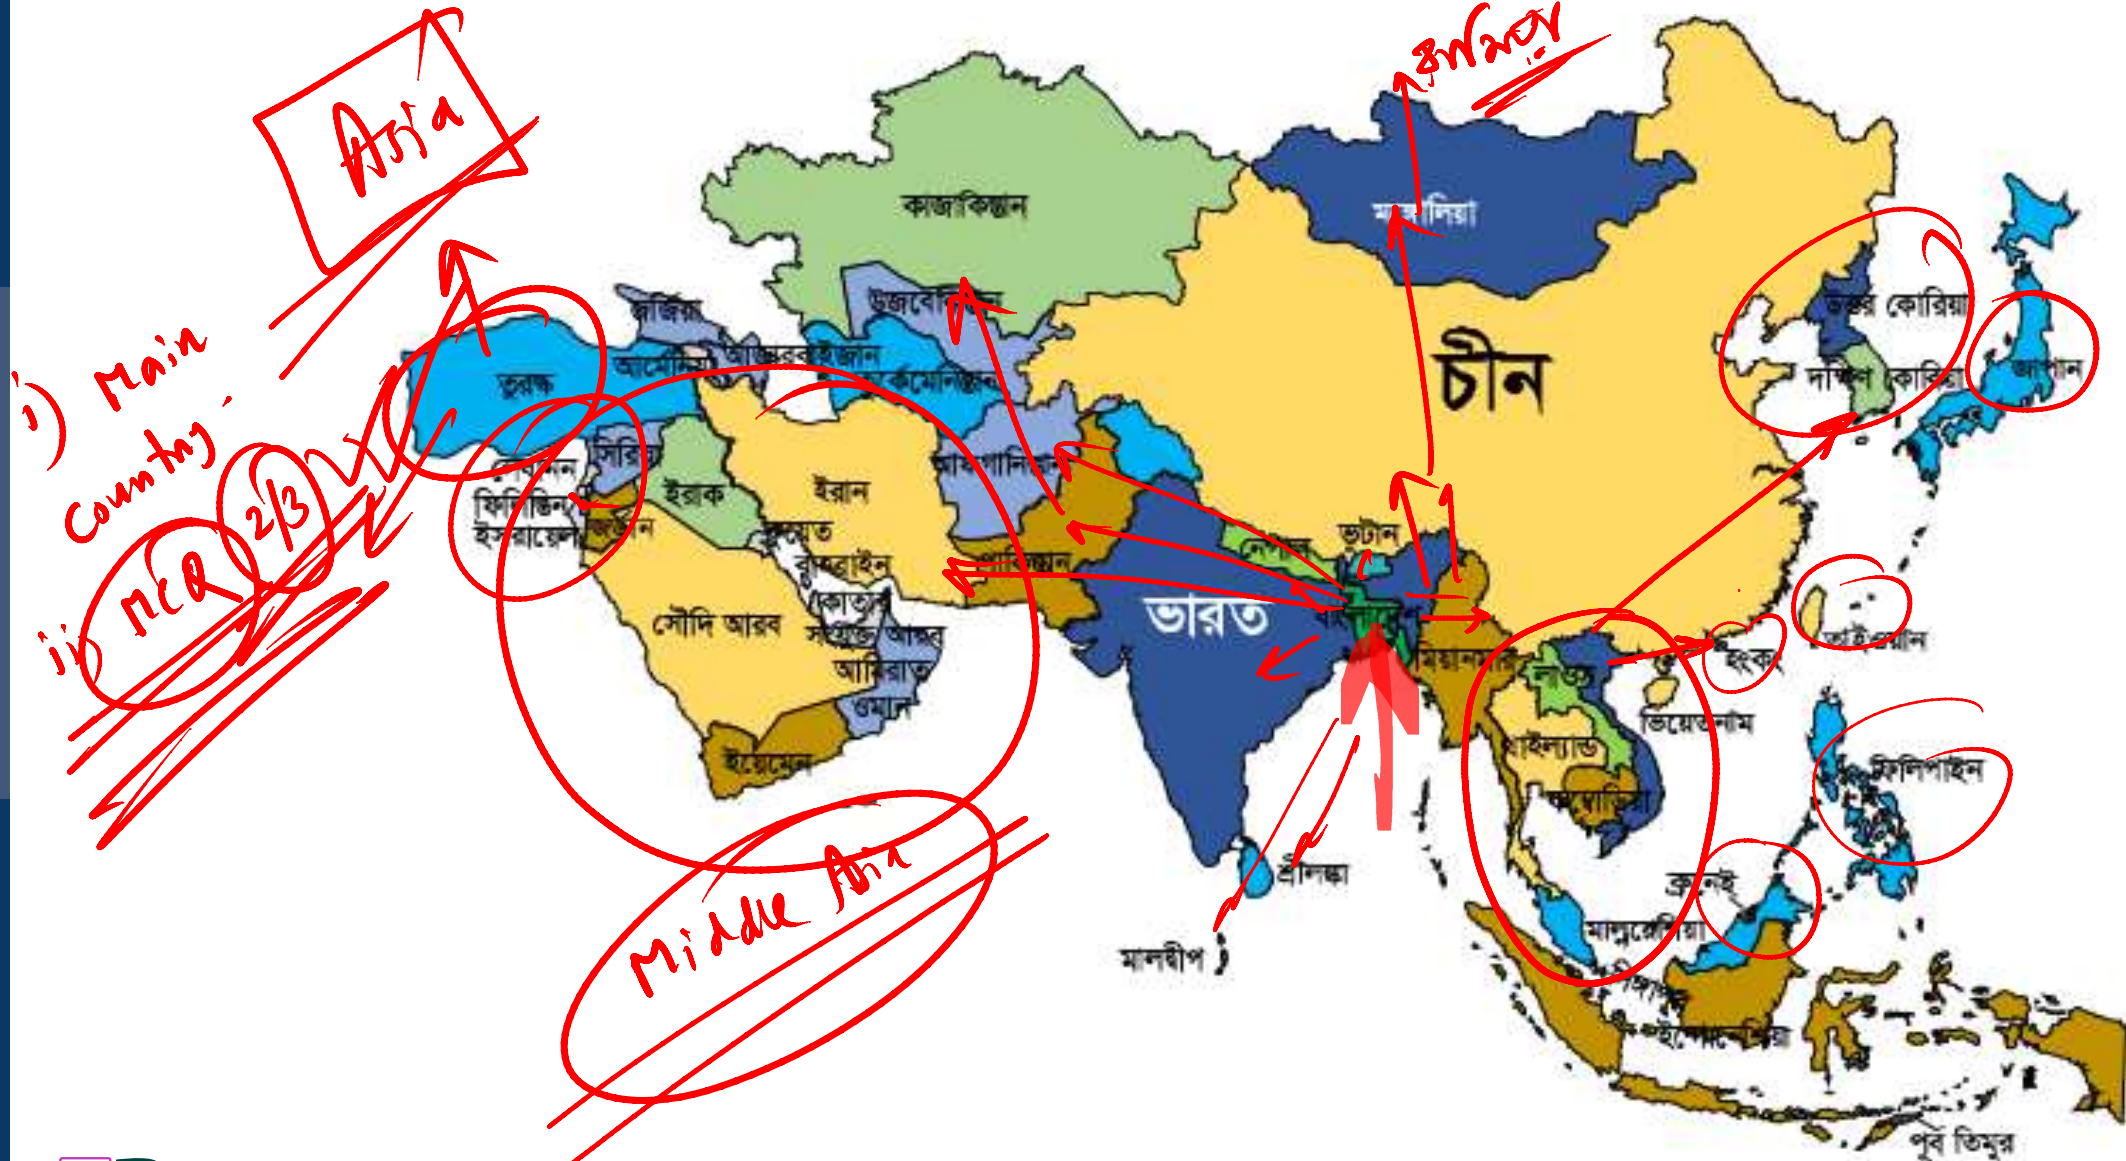 Asia
i) Main
Country.
ii) MCQ 2/3
Middle Asia
কাজাকিস্তান
মঙ্গোলিয়া
চীন
উজবেকিস্তান
জর্জিয়া
আর্মেনিয়া
আজারবাইজান
তুর্কমেনিস্তান
তুরস্ক
লেবানন
সিরিয়া
ফিলিস্তিন
ইসরায়েল
জর্ডান
ইরাক
ইরান
আফগানিস্তান
পাকিস্তান
কুয়েত
বাহরাইন
কাতার
সৌদি আরব
সংযুক্ত আরব
আমিরাত
ওমান
ইয়েমেন
নেপাল
ভুটান
ভারত
বাংলাদেশ
মিয়ানমার
শ্রীলঙ্কা
মালদ্বীপ
উত্তর কোরিয়া
দক্ষিণ কোরিয়া
জাপান
তাইওয়ান
হংকং
লাওস
ভিয়েতনাম
থাইল্যান্ড
কম্বোডিয়া
ফিলিপাইন
ব্রুনেই
মালয়েশিয়া
সিঙ্গাপুর
ইন্দোনেশিয়া
পূর্ব তিমুর